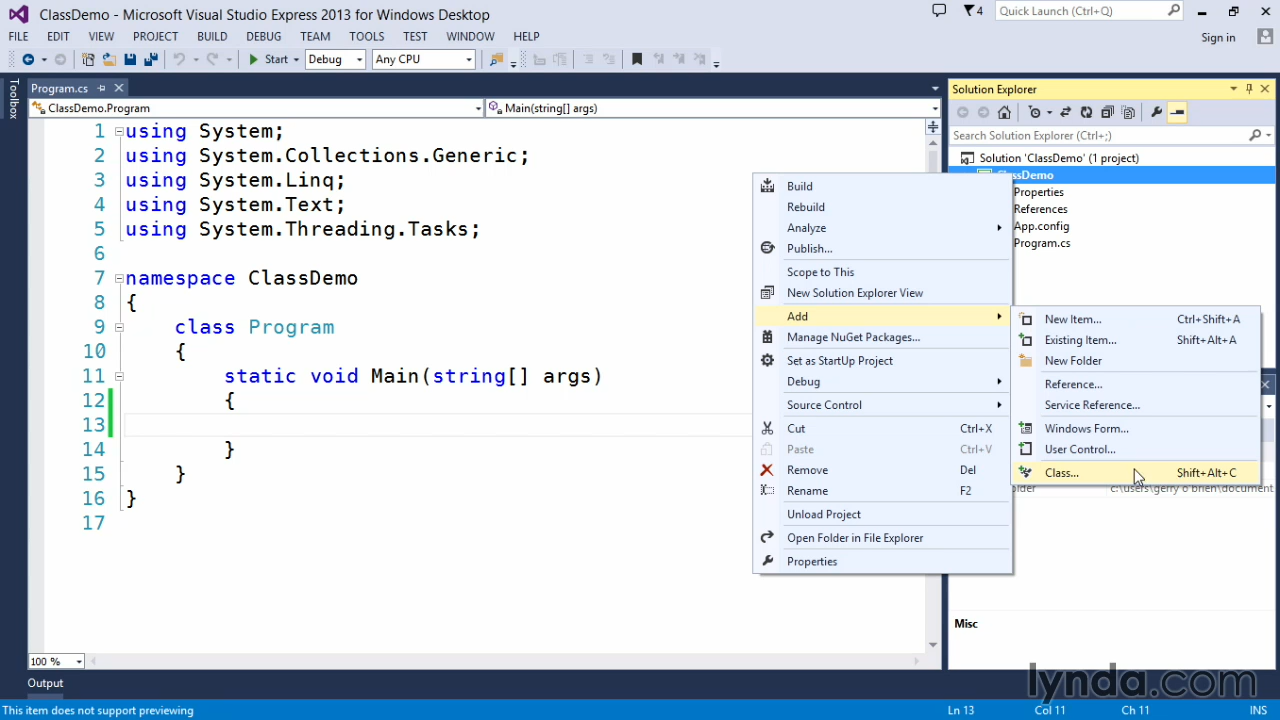 ClassDemo - Microsoft Visual Studio Express 2013 for Windows Desktop
4
Quick Launch (Ctrl+Q)
FILE EDIT VIEW PROJECT BUILD DEBUG TEAM TOOLS TEST WINDOW HELP
Sign in
Start Debug Any CPU
Toolbox
Program.cs
ClassDemo.Program
Main(string[] args)
1 using System;
2 using System.Collections.Generic;
3 using System.Linq;
4 using System.Text;
5 using System.Threading.Tasks;
6
7 namespace ClassDemo
8 {
9 class Program
10 {
11 static void Main(string[] args)
12 {
13
14 }
15 }
16 }
17
100 %
Output
Solution Explorer
Search Solution Explorer (Ctrl+;)
Solution 'ClassDemo' (1 project)
ClassDemo
Properties
References
App.config
Program.cs
Build
Rebuild
Analyze
Publish...
Scope to This
New Solution Explorer View
Add
Manage NuGet Packages...
Set as StartUp Project
Debug
Source Control
Cut Ctrl+X
Paste Ctrl+V
Remove Del
Rename F2
Unload Project
Open Folder in File Explorer
Properties
New Item... Ctrl+Shift+A
Existing Item... Shift+Alt+A
New Folder
Reference...
Service Reference...
Windows Form...
User Control...
Class... Shift+Alt+C
c:\users\gerry o brien\document
Misc
lynda.com
This item does not support previewing
Ln 13 Col 11 Ch 11 INS